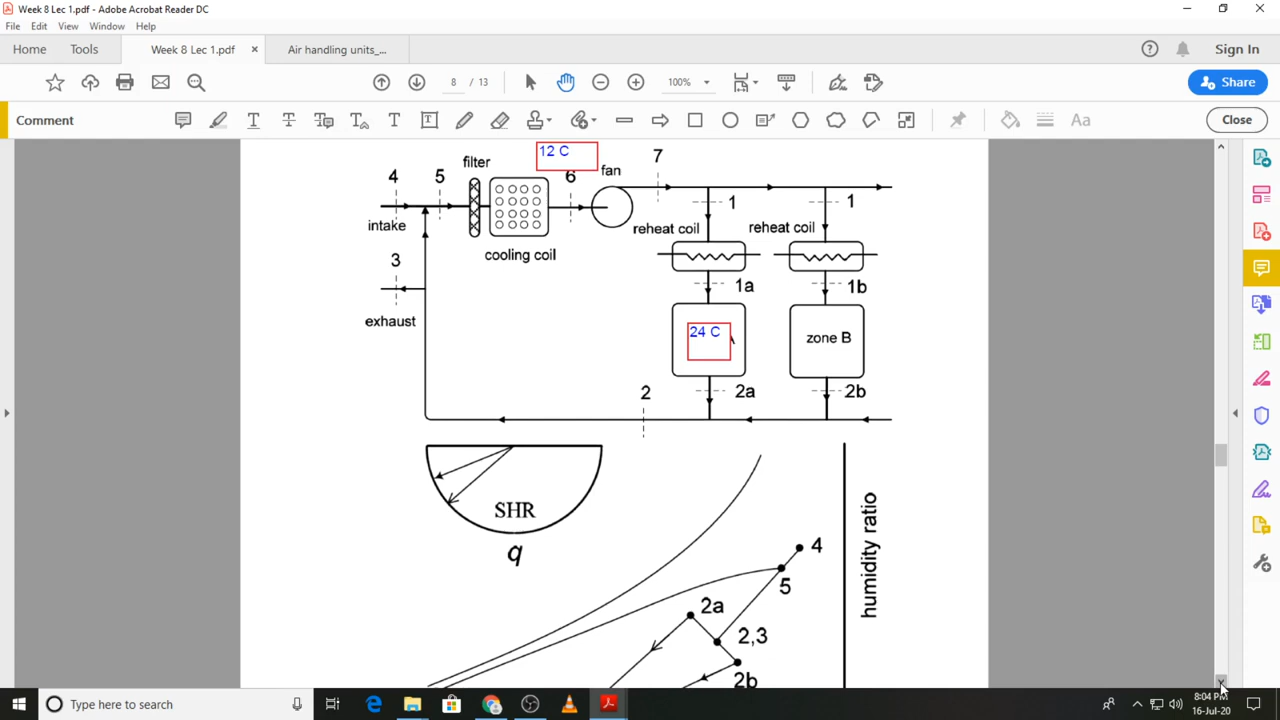 Week 8 Lec 1.pdf - Adobe Acrobat Reader DC
File Edit View Window Help
Home Tools Week 8 Lec 1.pdf × Air handling units_... Sign In
8 / 13 100% Share
Comment Aa Close
12 C
filter
7
4 5 6 fan
1 1
intake reheat coil reheat coil
cooling coil
3
1a 1b
exhaust
24 C zone B
2 2a 2b
SHR
q
humidity ratio
4
5
2a
2,3
2b
Type here to search
8:04 PM
16-Jul-20